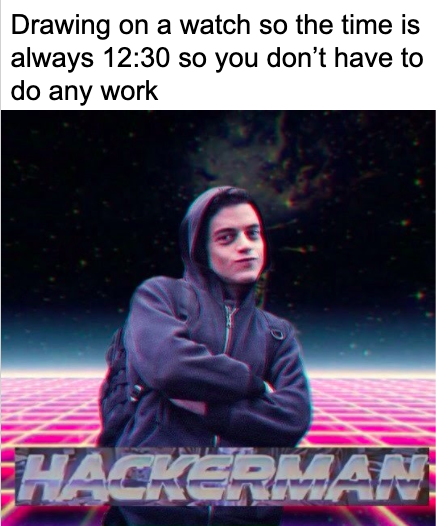 Drawing on a watch so the time is
always 12:30 so you don’t have to
do any work
HACKERMAN